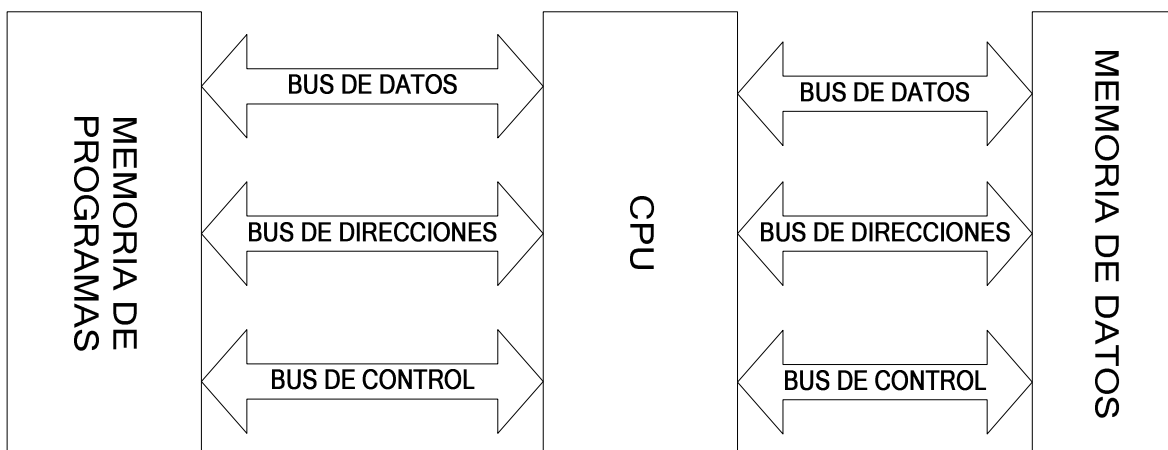 MEMORIA DE
PROGRAMAS
BUS DE DATOS
BUS DE DIRECCIONES
BUS DE CONTROL
CPU
BUS DE DATOS
BUS DE DIRECCIONES
BUS DE CONTROL
MEMORIA DE DATOS